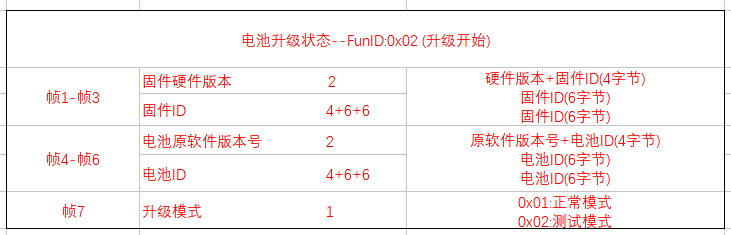 电池升级状态--FunID:0x02 (升级开始)
帧1-帧3
固件硬件版本 2
硬件版本+固件ID(4字节)
固件ID(6字节)
固件ID(6字节)
固件ID 4+6+6
帧4-帧6
电池原软件版本号 2
原软件版本号+电池ID(4字节)
电池ID(6字节)
电池ID(6字节)
电池ID 4+6+6
帧7
升级模式 1
0x01:正常模式
0x02:测试模式